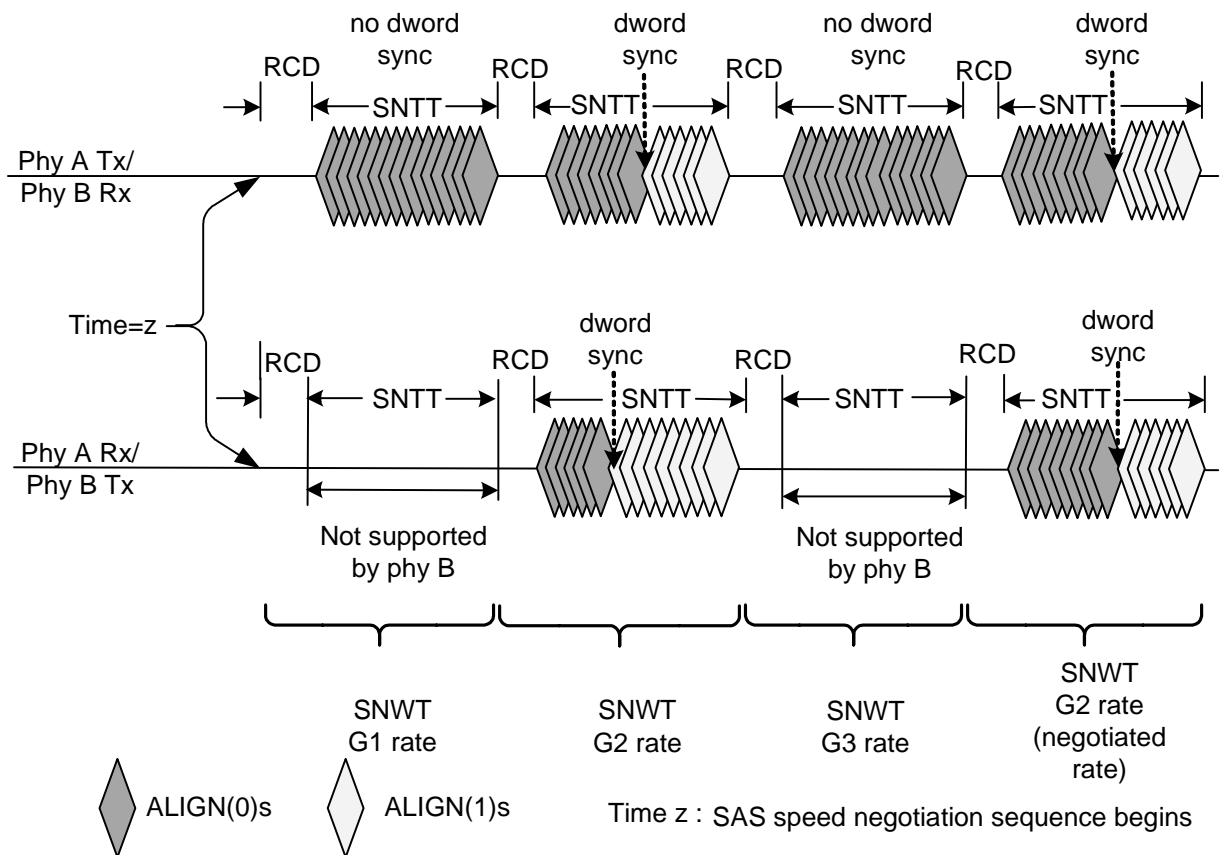 no dword
sync
dword
sync
no dword
sync
dword
sync
RCD
RCD
RCD
RCD
SNTT
SNTT
SNTT
SNTT
Phy A Tx/
Phy B Rx
Time=z
dword
sync
dword
sync
RCD
RCD
RCD
RCD
SNTT
SNTT
SNTT
SNTT
Phy A Rx/
Phy B Tx
Not supported
by phy B
Not supported
by phy B
SNWT
G1 rate
SNWT
G2 rate
SNWT
G3 rate
SNWT
G2 rate
(negotiated
rate)
ALIGN(0)s
ALIGN(1)s
Time z : SAS speed negotiation sequence begins